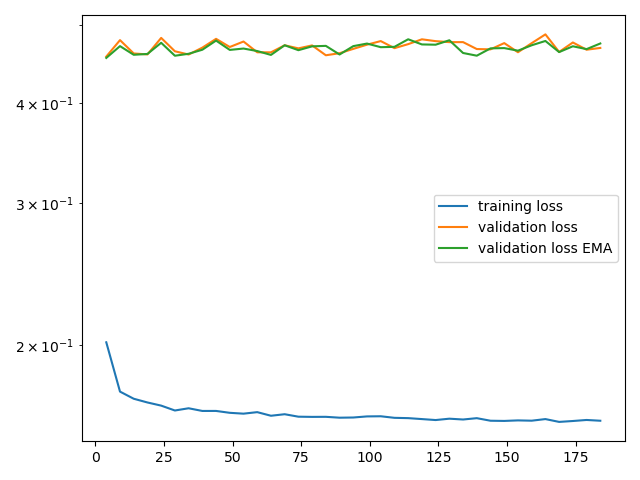 4 × 10⁻¹
3 × 10⁻¹
2 × 10⁻¹
training loss
validation loss
validation loss EMA
0 25 50 75 100 125 150 175